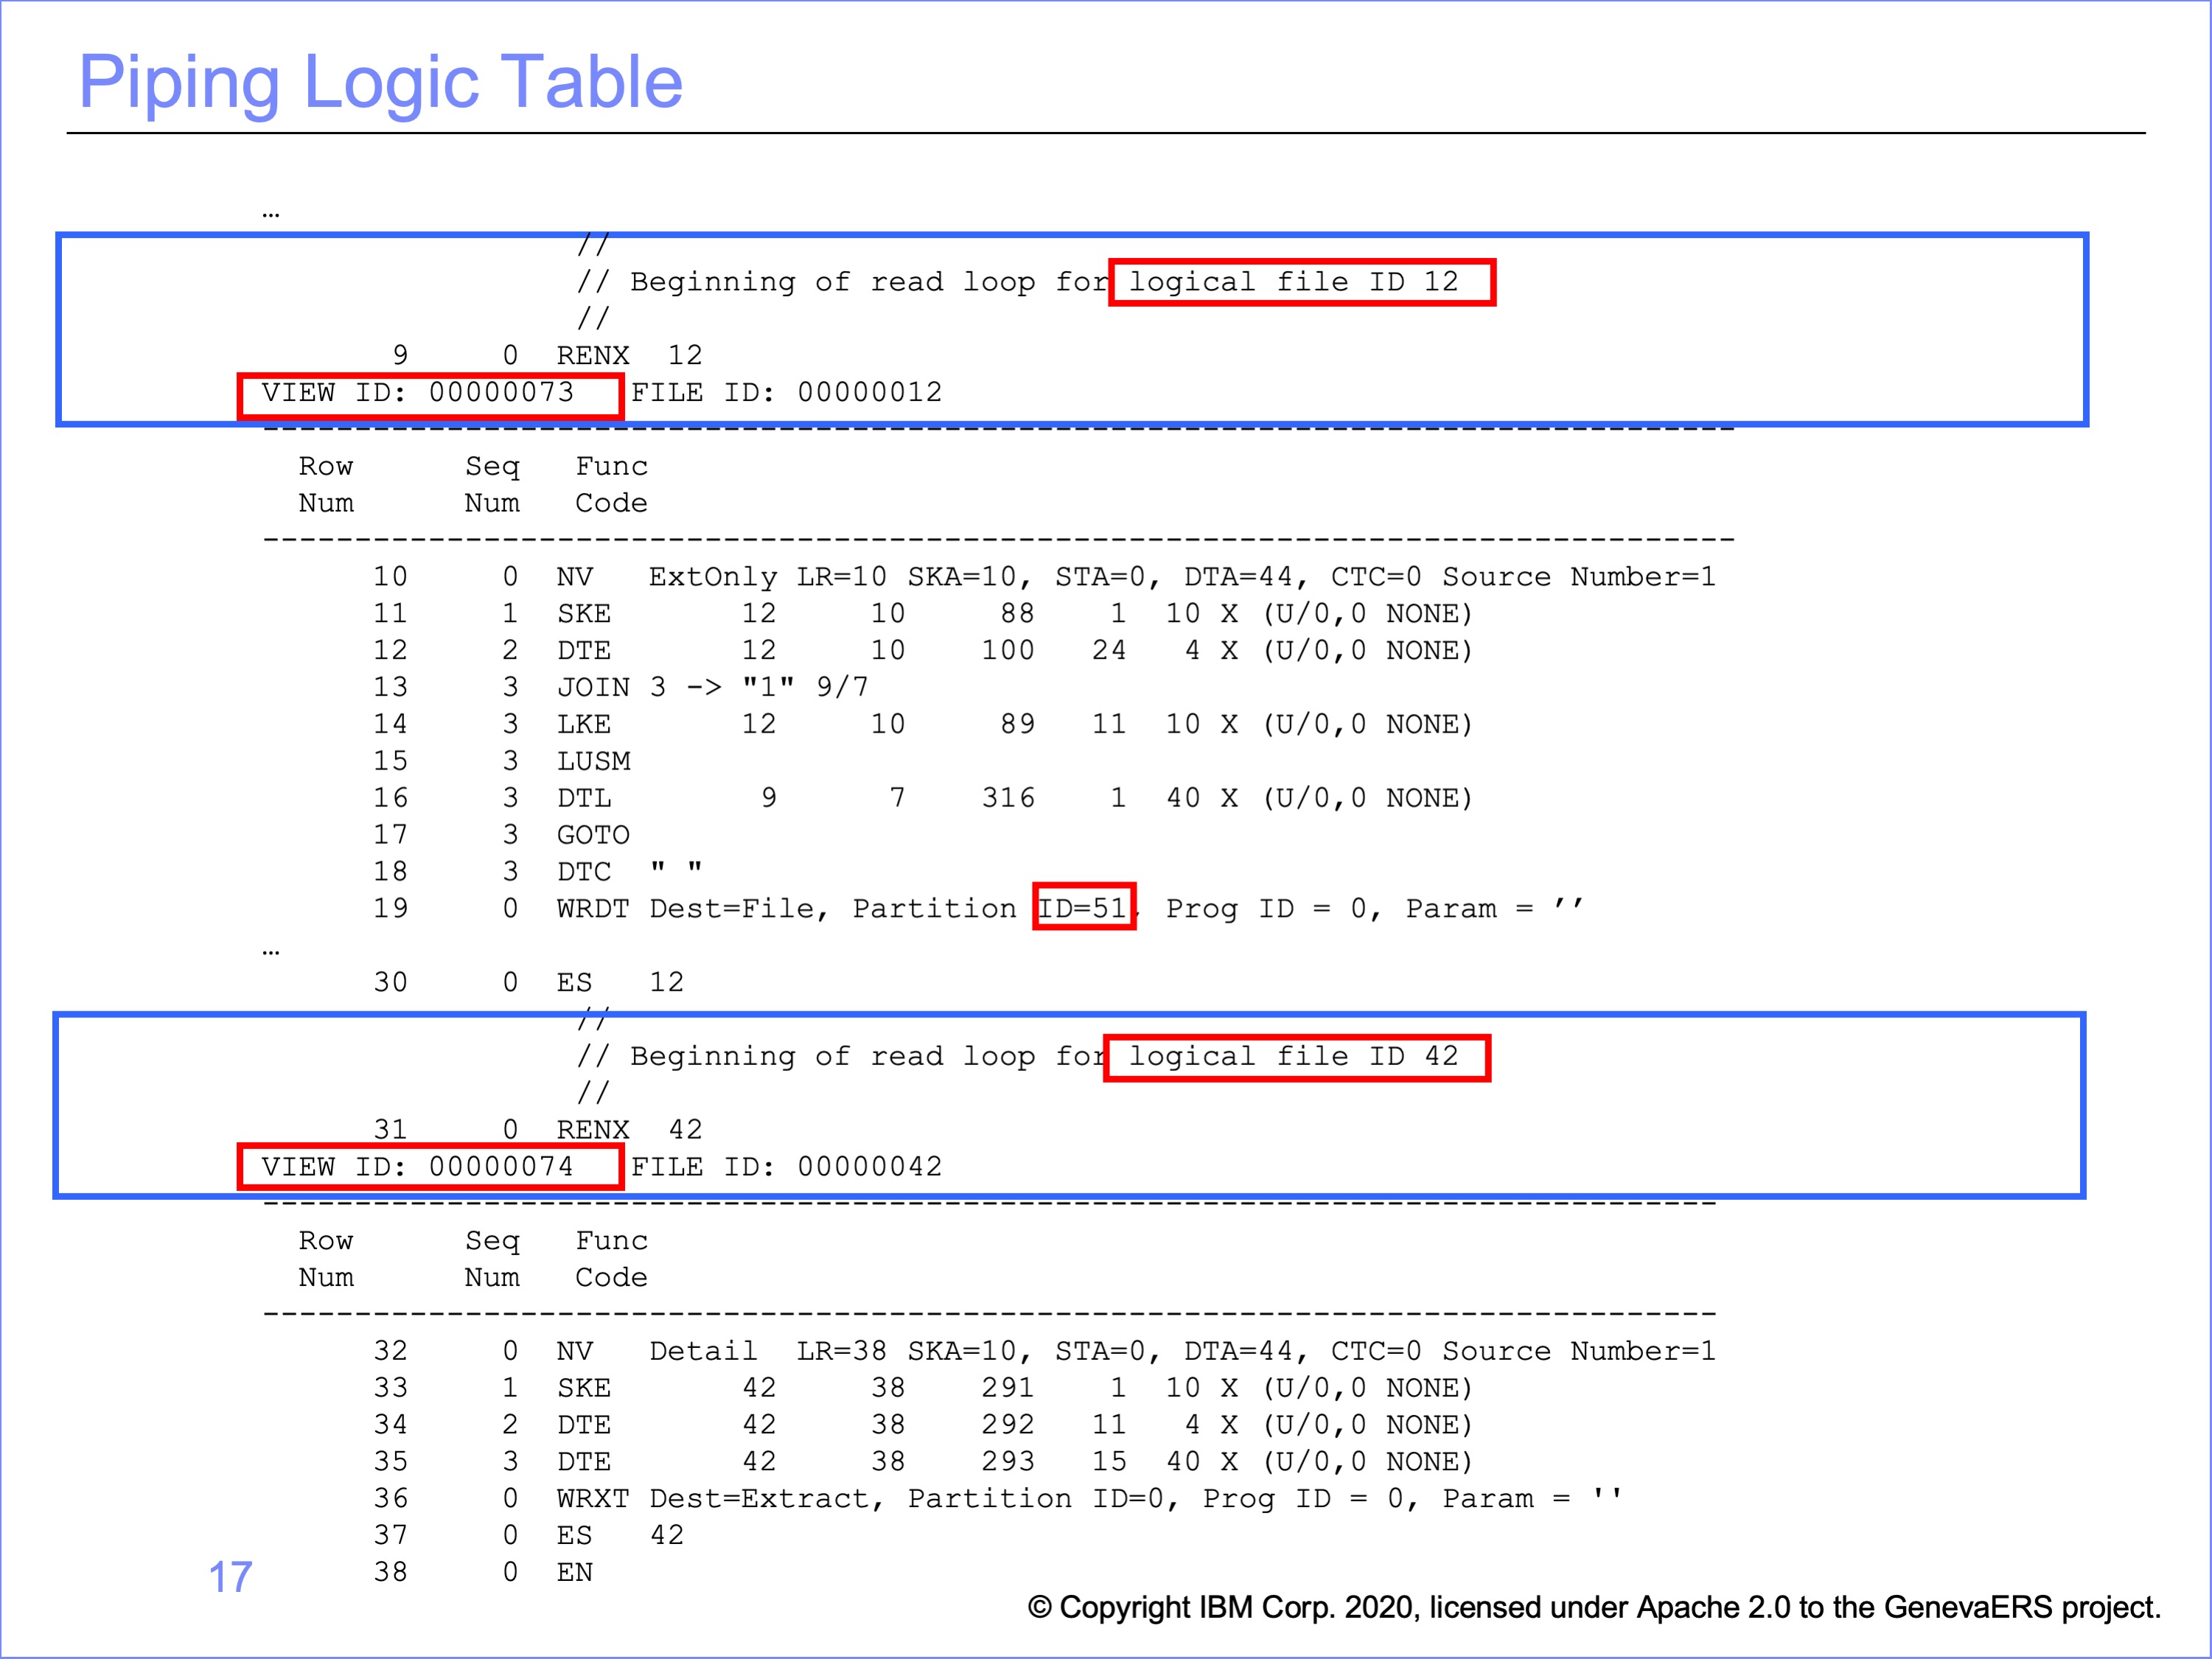 Piping Logic Table
…
//
// Beginning of read loop for logical file ID 12
//
9 0 RENX 12
VIEW ID: 00000073 FILE ID: 00000012
--------------------------------------------------------------------------------
Row Seq Func
Num Num Code
--------------------------------------------------------------------------------
10 0 NV ExtOnly LR=10 SKA=10, STA=0, DTA=44, CTC=0 Source Number=1
11 1 SKE 12 10 88 1 10 X (U/0,0 NONE)
12 2 DTE 12 10 100 24 4 X (U/0,0 NONE)
13 3 JOIN 3 -> "1" 9/7
14 3 LKE 12 10 89 11 10 X (U/0,0 NONE)
15 3 LUSM
16 3 DTL 9 7 316 1 40 X (U/0,0 NONE)
17 3 GOTO
18 3 DTC " "
19 0 WRDT Dest=File, Partition ID=51, Prog ID = 0, Param = ’’
…
30 0 ES 12
//
// Beginning of read loop for logical file ID 42
//
31 0 RENX 42
VIEW ID: 00000074 FILE ID: 00000042
-------------------------------------------------------------------------------
Row Seq Func
Num Num Code
-------------------------------------------------------------------------------
32 0 NV Detail LR=38 SKA=10, STA=0, DTA=44, CTC=0 Source Number=1
33 1 SKE 42 38 291 1 10 X (U/0,0 NONE)
34 2 DTE 42 38 292 11 4 X (U/0,0 NONE)
35 3 DTE 42 38 293 15 40 X (U/0,0 NONE)
36 0 WRXT Dest=Extract, Partition ID=0, Prog ID = 0, Param = ''
37 0 ES 42
38 0 EN
17
© Copyright IBM Corp. 2020, licensed under Apache 2.0 to the GenevaERS project.